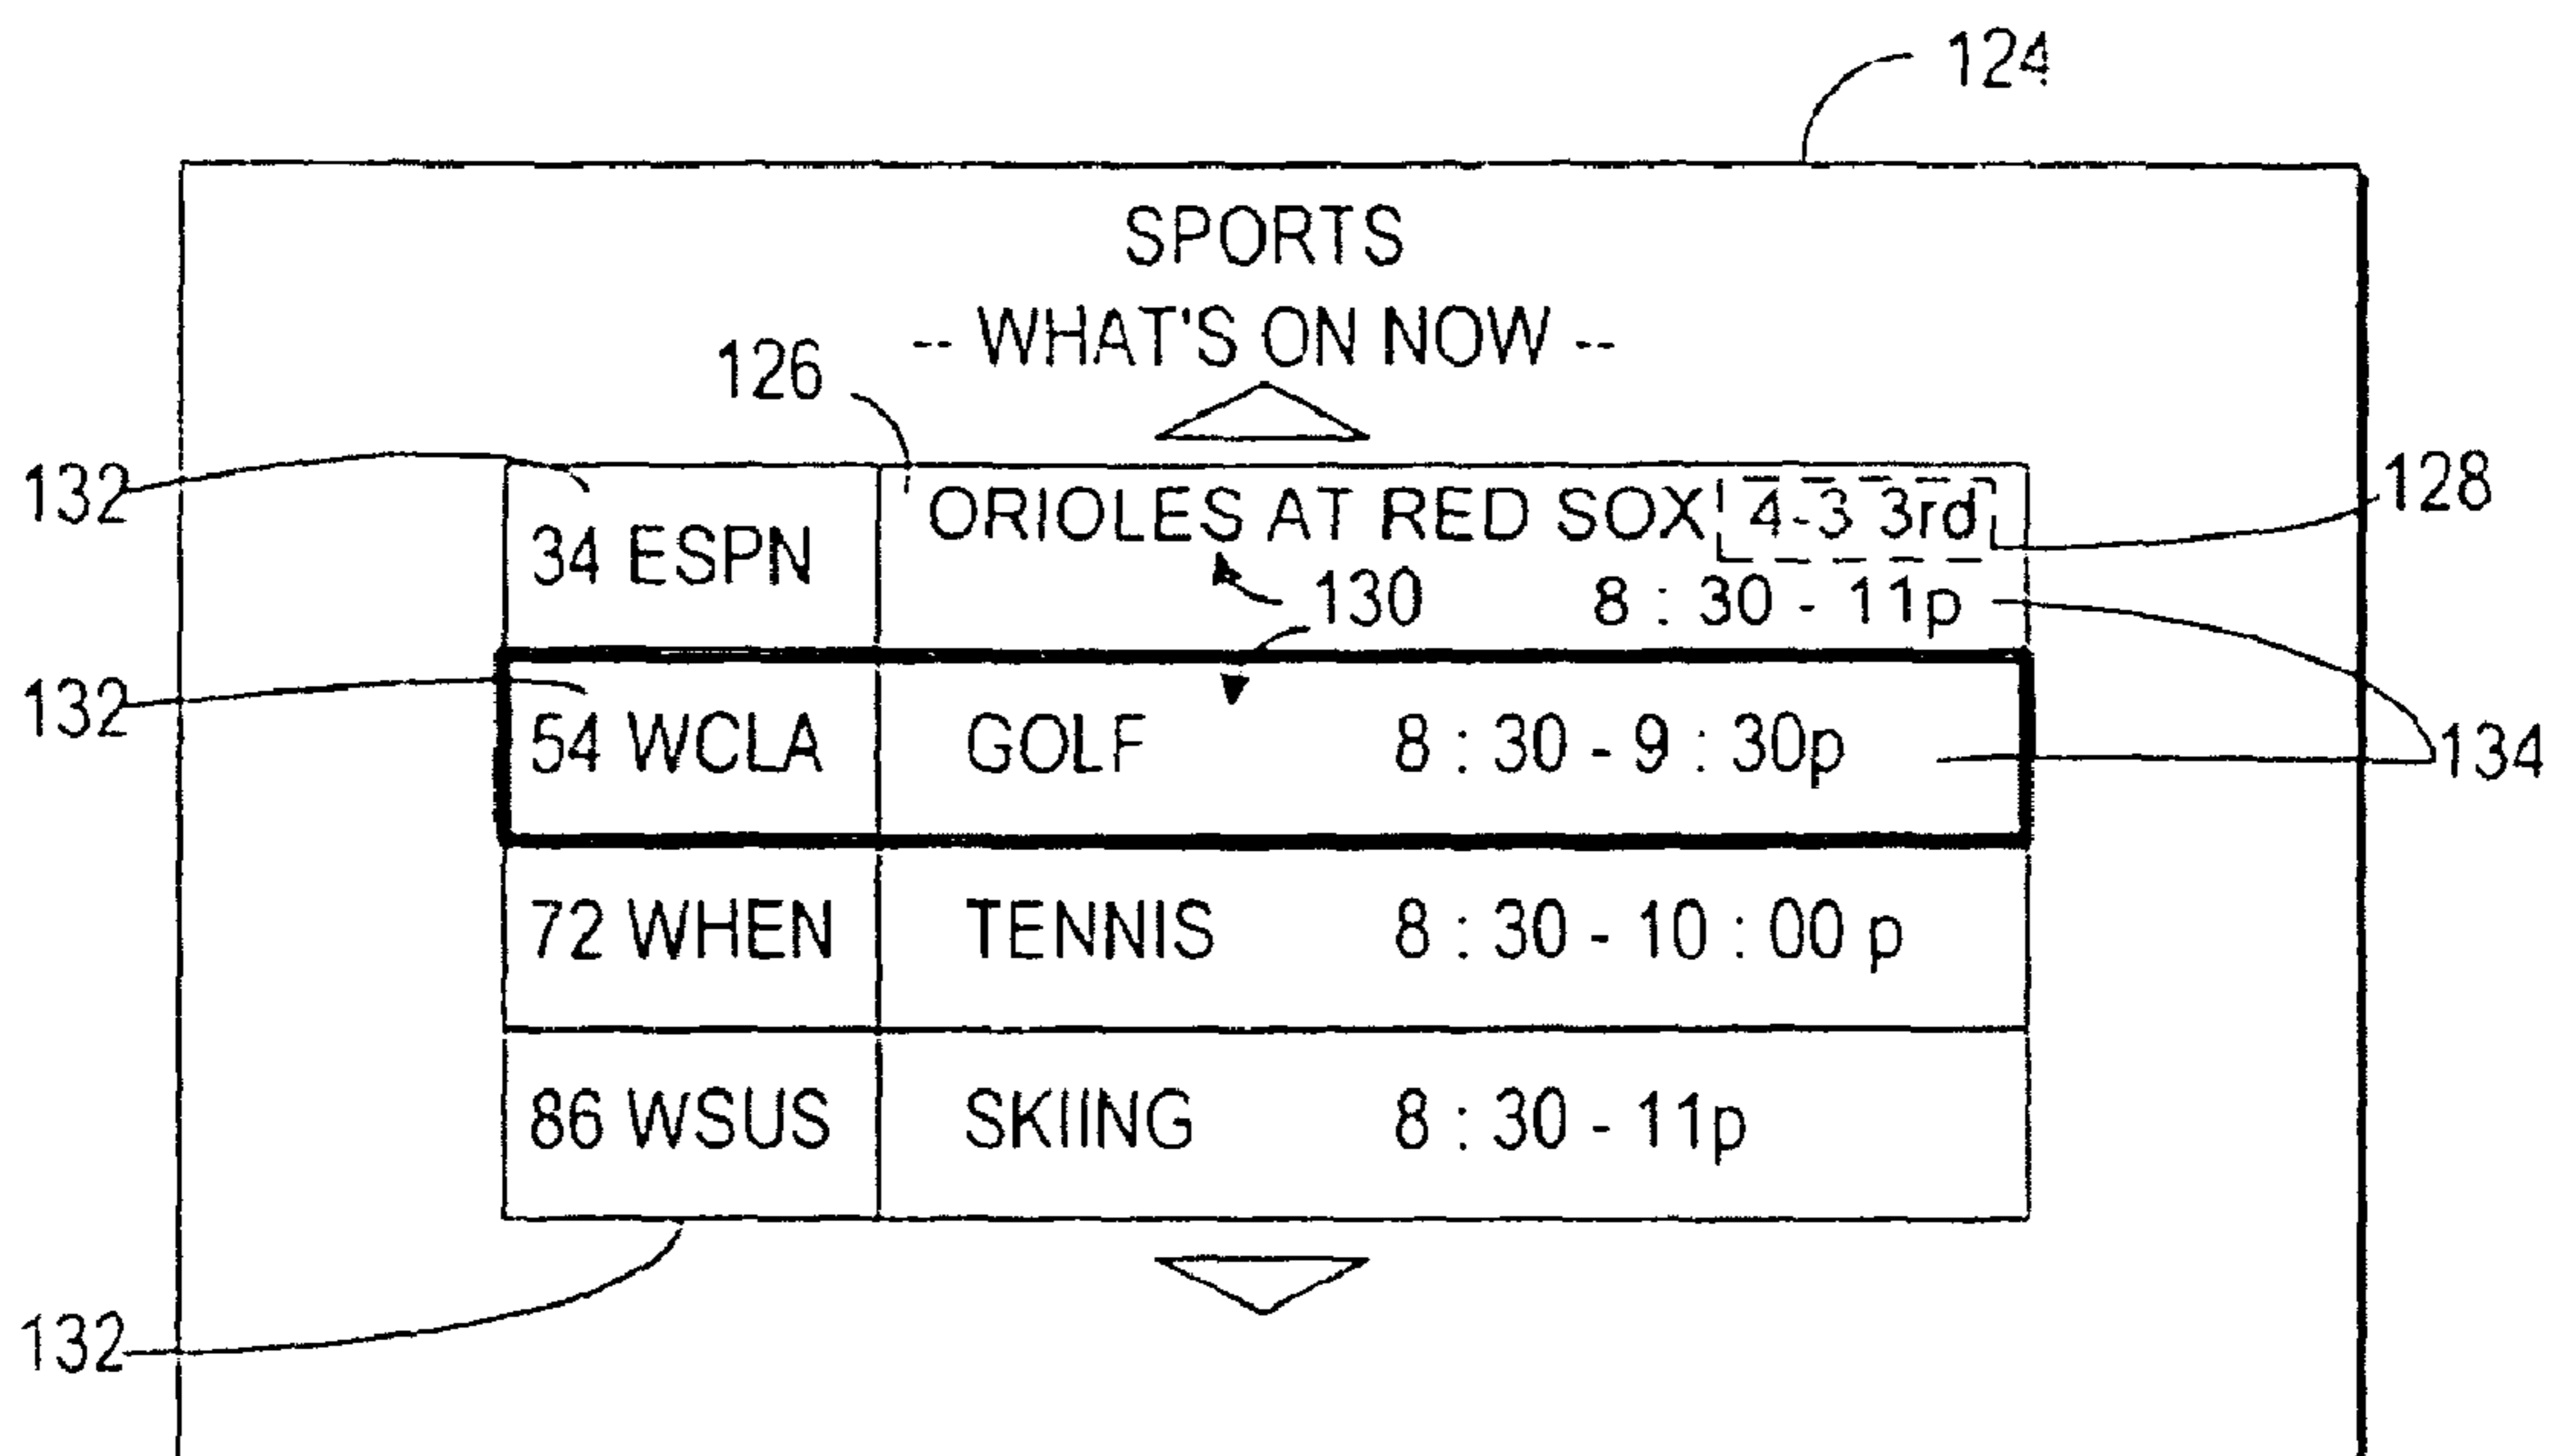 124
SPORTS
-- WHAT'S ON NOW --
126
132 34 ESPN ORIOLES AT RED SOX 4-3 3rd 128
130 8 : 30 - 11p
132 54 WCLA GOLF 8 : 30 - 9 : 30p 134
72 WHEN TENNIS 8 : 30 - 10 : 00 p
86 WSUS SKIING 8 : 30 - 11p
132